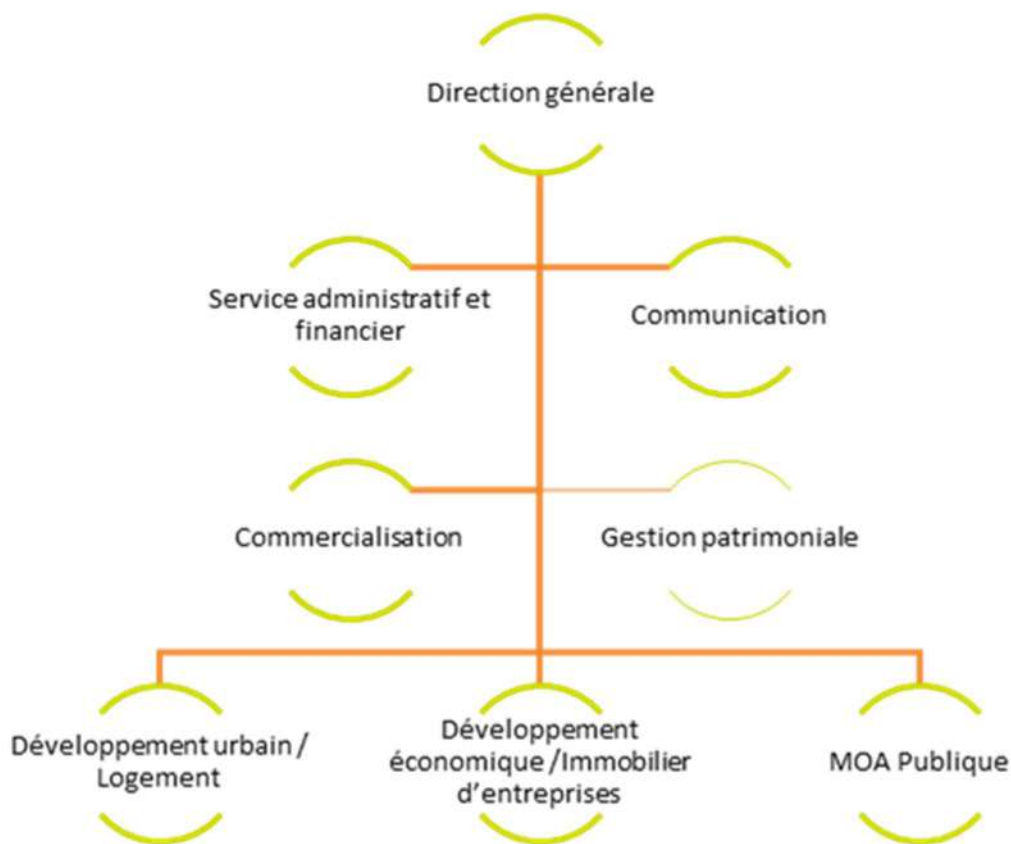 Direction générale
Service administratif et
financier
Communication
Commercialisation
Gestion patrimoniale
Développement urbain /
Logement
Développement
économique /Immobilier
d'entreprises
MOA Publique